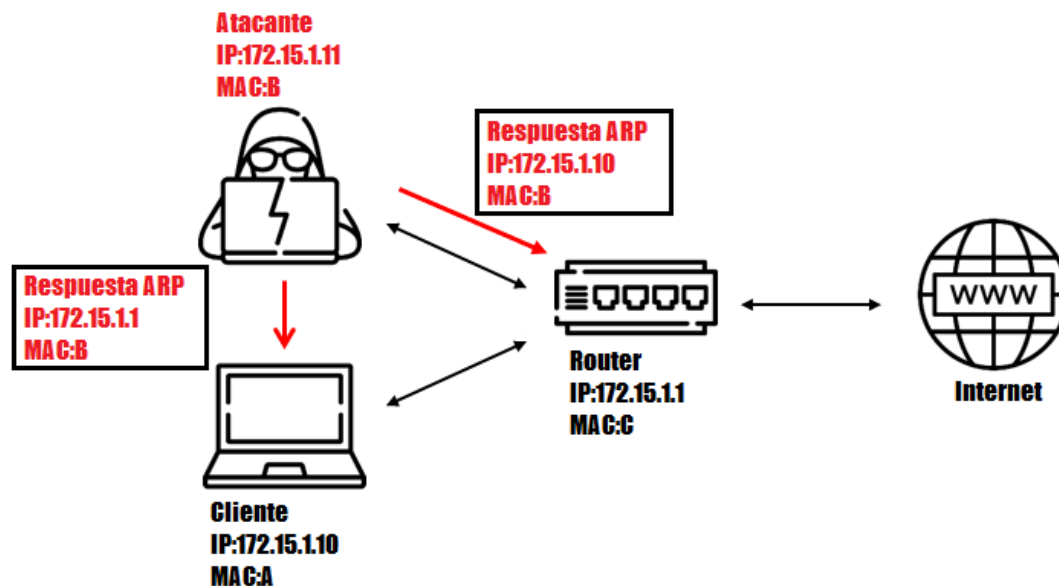 Atacante
IP:172.15.1.11
MAC:B
Respuesta ARP
IP:172.15.1.10
MAC:B
Respuesta ARP
IP:172.15.1.1
MAC:B
WWW
Router
IP:172.15.1.1
MAC:C
Internet
Cliente
IP:172.15.1.10
MAC:A